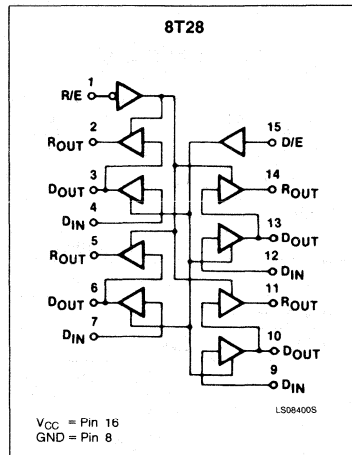 8T28
1
R/E
2
ROUT
15
D/E
3
DOUT
14
ROUT
4
DIN
13
DOUT
5
ROUT
12
DIN
6
DOUT
11
ROUT
7
DIN
10
DOUT
9
DIN
LS08400S
VCC = Pin 16
GND = Pin 8